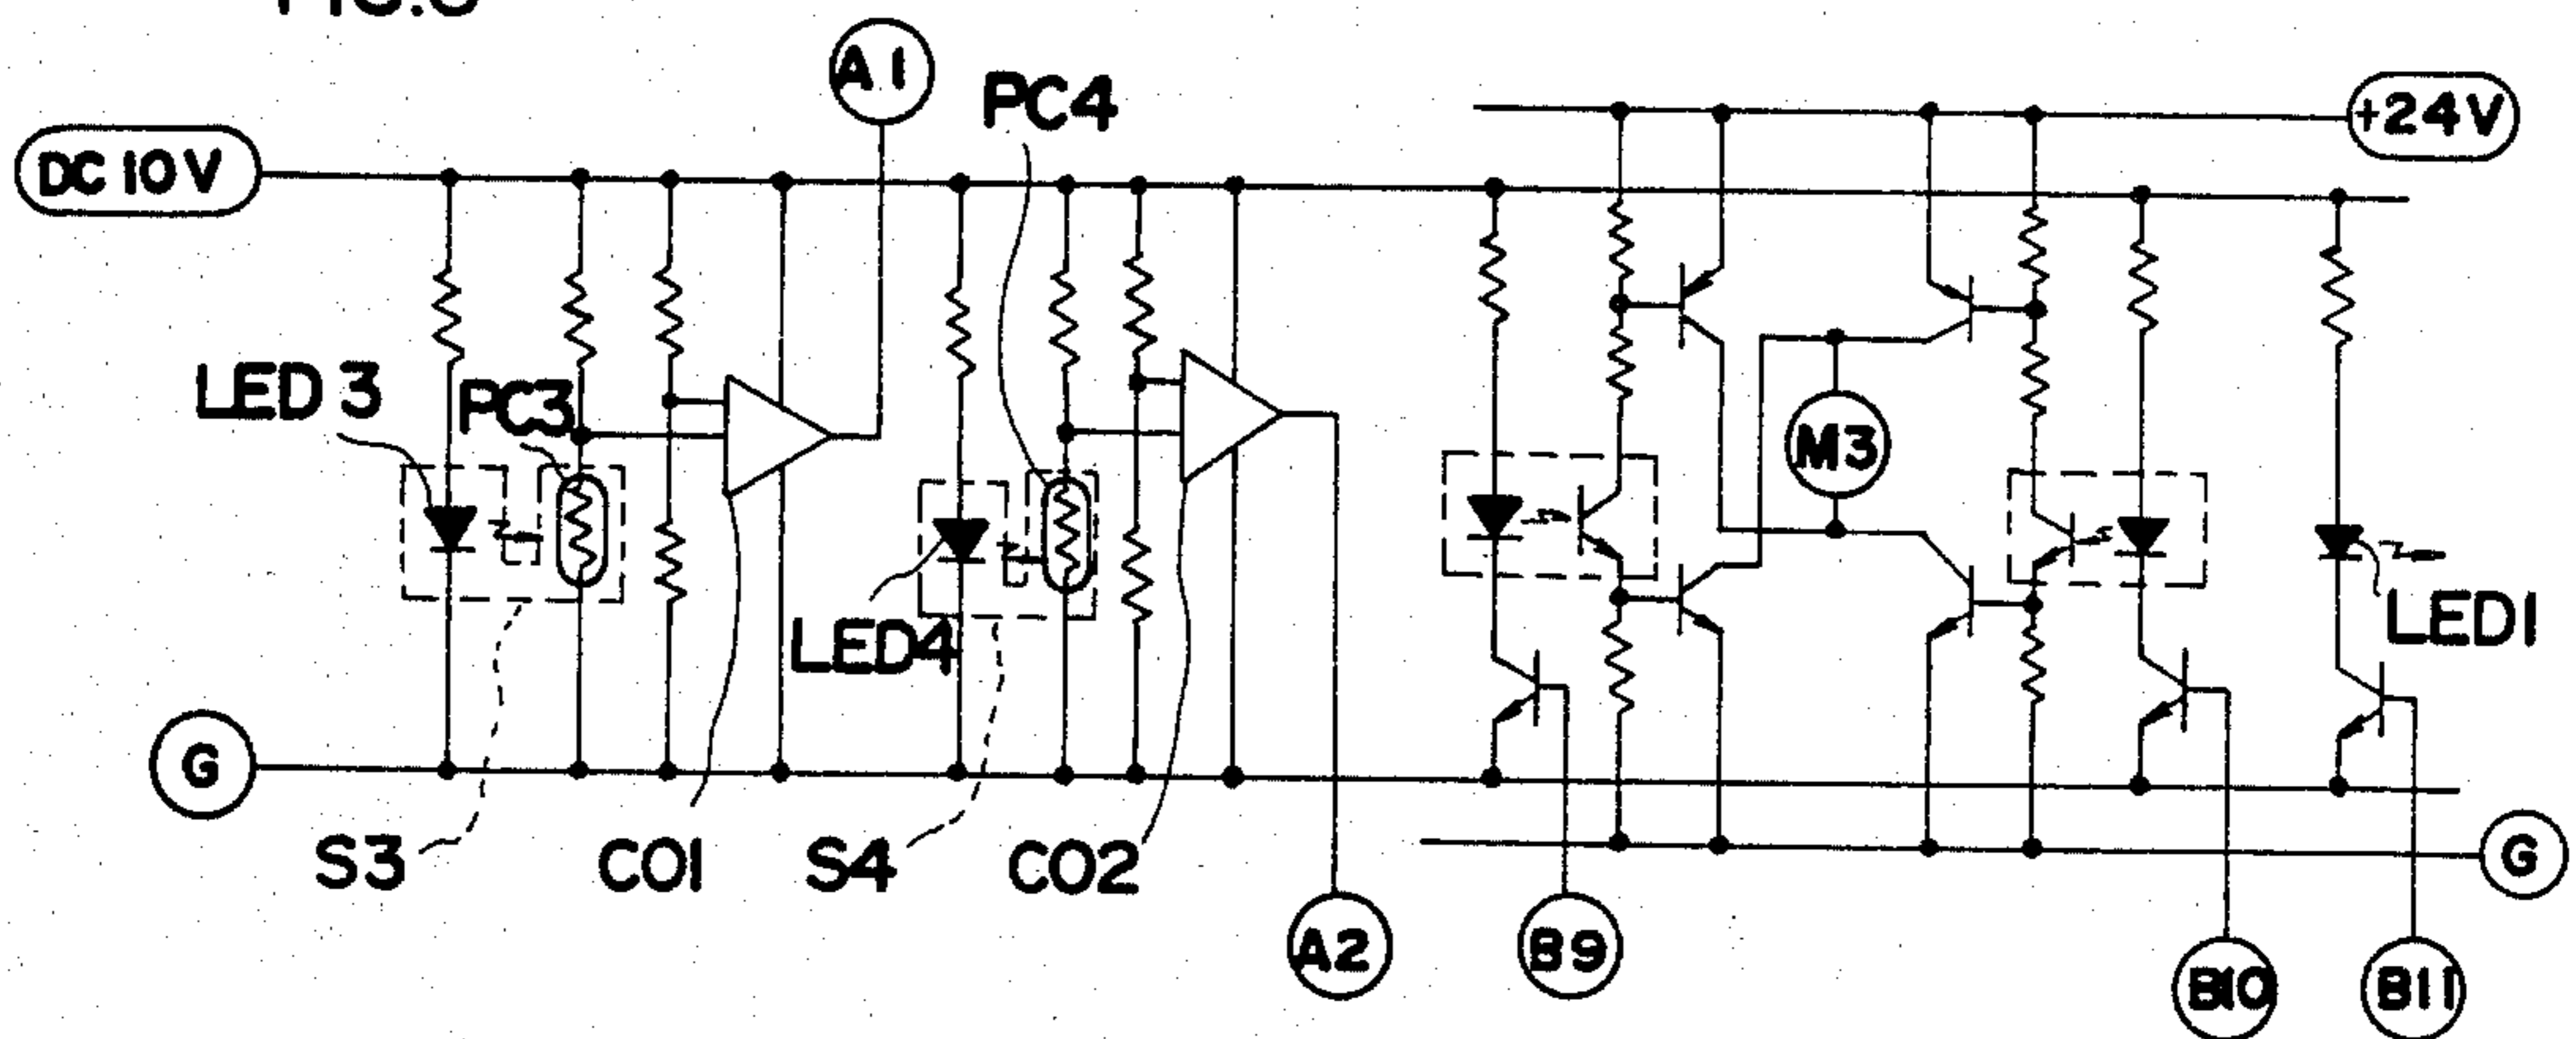 A1
PC4
+24V
DC 10V
LED 3
PC3
M3
LED4
LED1
G
S3
CO1
S4
CO2
G
A2
B9
B10
B11